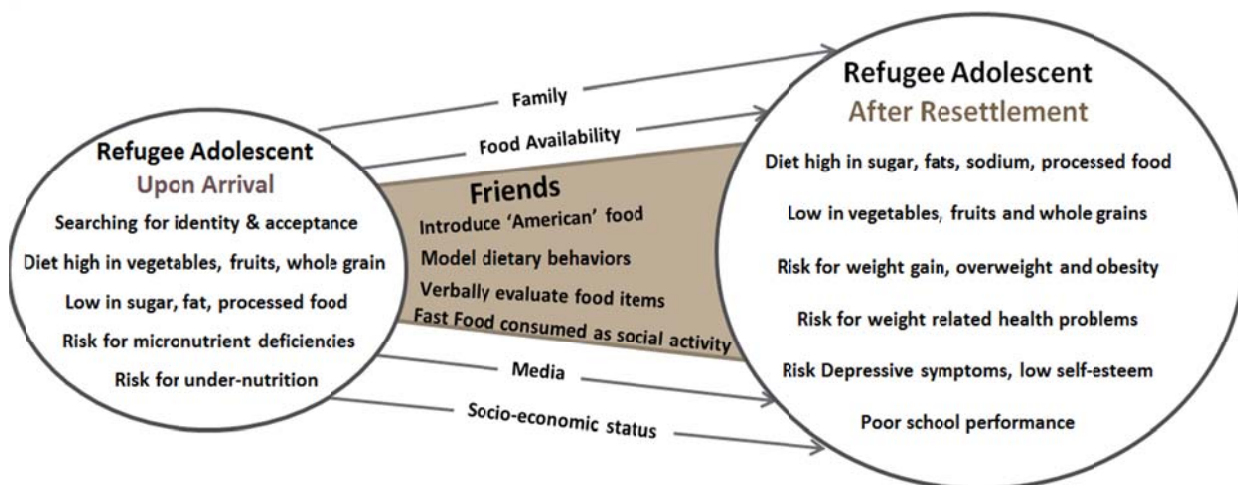 Refugee Adolescent
Upon Arrival
Searching for identity & acceptance
Diet high in vegetables, fruits, whole grain
Low in sugar, fat, processed food
Risk for micronutrient deficiencies
Risk for under-nutrition
Family
Food Availability
Friends
Introduce ‘American’ food
Model dietary behaviors
Verbally evaluate food items
Fast Food consumed as social activity
Media
Socio-economic status
Refugee Adolescent
After Resettlement
Diet high in sugar, fats, sodium, processed food
Low in vegetables, fruits and whole grains
Risk for weight gain, overweight and obesity
Risk for weight related health problems
Risk Depressive symptoms, low self-esteem
Poor school performance